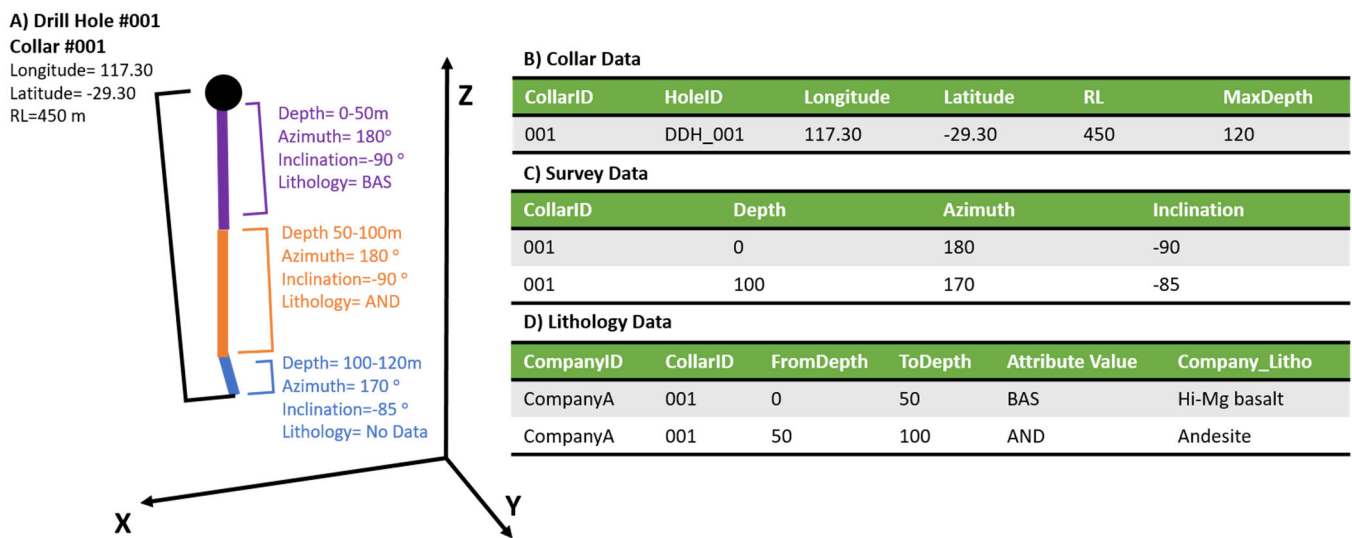 A) Drill Hole #001
Collar #001
Longitude= 117.30
Latitude= -29.30
RL=450 m
Depth= 0-50m
Azimuth= 180°
Inclination=-90 °
Lithology= BAS
Depth 50-100m
Azimuth= 180 °
Inclination=-90 °
Lithology= AND
Depth= 100-120m
Azimuth= 170 °
Inclination=-85 °
Lithology= No Data
Z
X
Y
B) Collar Data
CollarID HoleID Longitude Latitude RL MaxDepth
001 DDH_001 117.30 -29.30 450 120
C) Survey Data
CollarID Depth Azimuth Inclination
001 0 180 -90
001 100 170 -85
D) Lithology Data
CompanyID CollarID FromDepth ToDepth Attribute Value Company_Litho
CompanyA 001 0 50 BAS Hi-Mg basalt
CompanyA 001 50 100 AND Andesite